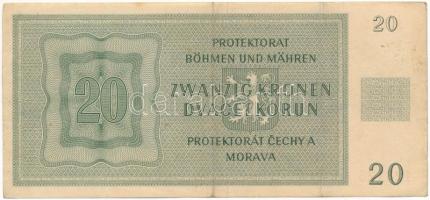 PROTEKTORAT
20
BÖHMEN UND MÄHREN
20
ZWANZIG KRONEN
DVACET KORUN
PROTEKTORÁT ČECHY A
MORAVA
20